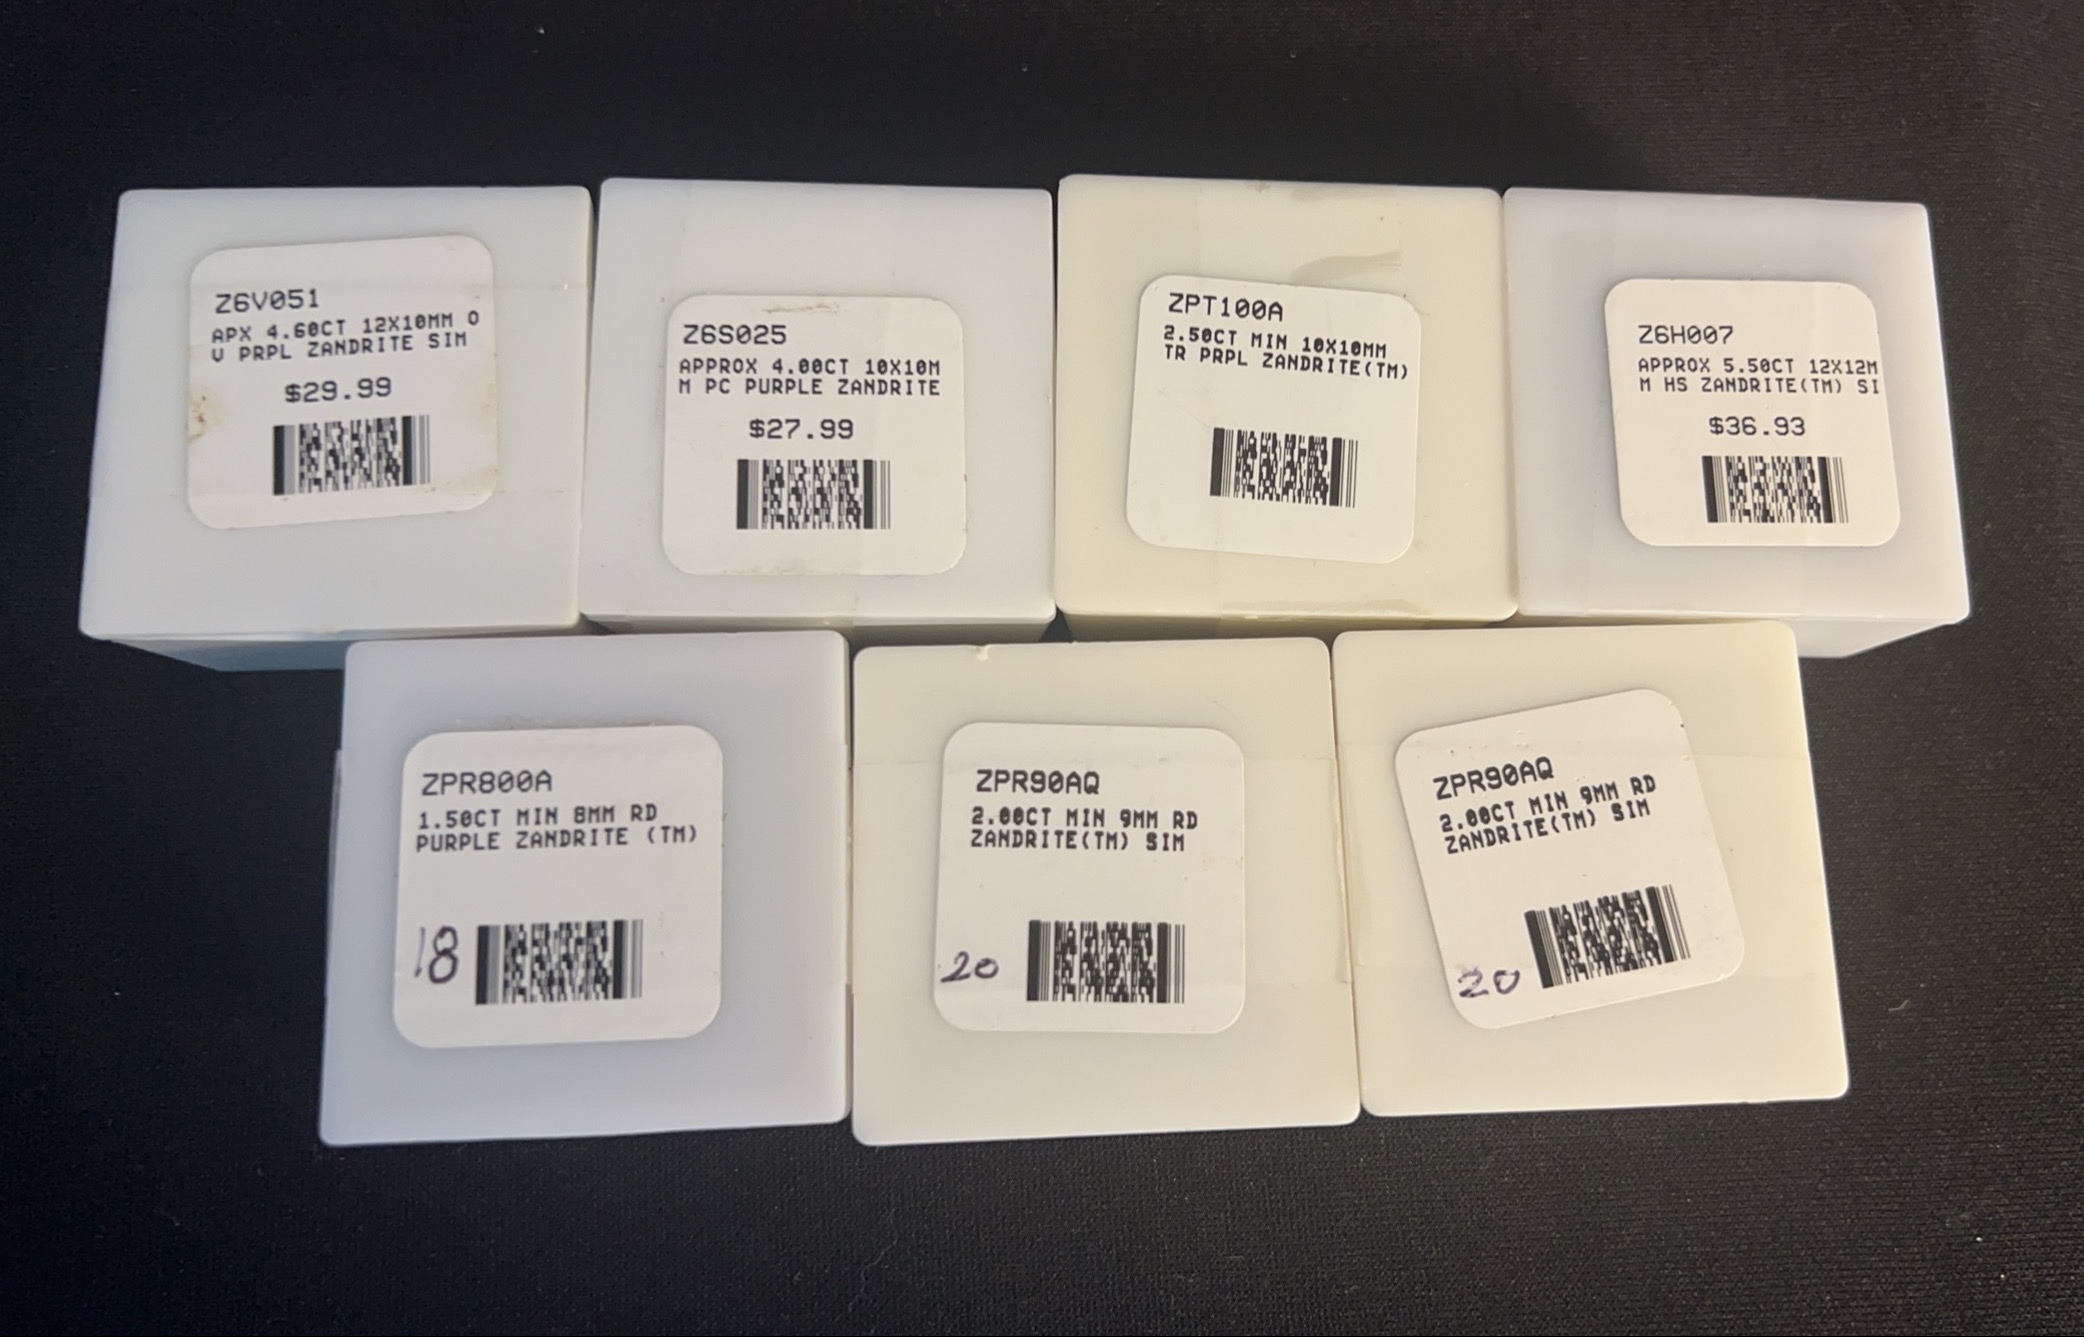 Z6V051
APX 4.60CT 12X10MM O
V PRPL ZANDRITE SIM
$29.99
Z6S025
APPROX 4.00CT 10X10M
M PC PURPLE ZANDRITE
$27.99
ZPT100A
2.50CT MIN 10X10MM
TR PRPL ZANDRITE(TM)
Z6H007
APPROX 5.50CT 12X12M
M HS ZANDRITE(TM) SI
$36.93
ZPR800A
1.50CT MIN 8MM RD
PURPLE ZANDRITE (TM)
18
ZPR90AQ
2.00CT MIN 9MM RD
ZANDRITE(TM) SIM
20
ZPR90AQ
2.00CT MIN 9MM RD
ZANDRITE(TM) SIM
20